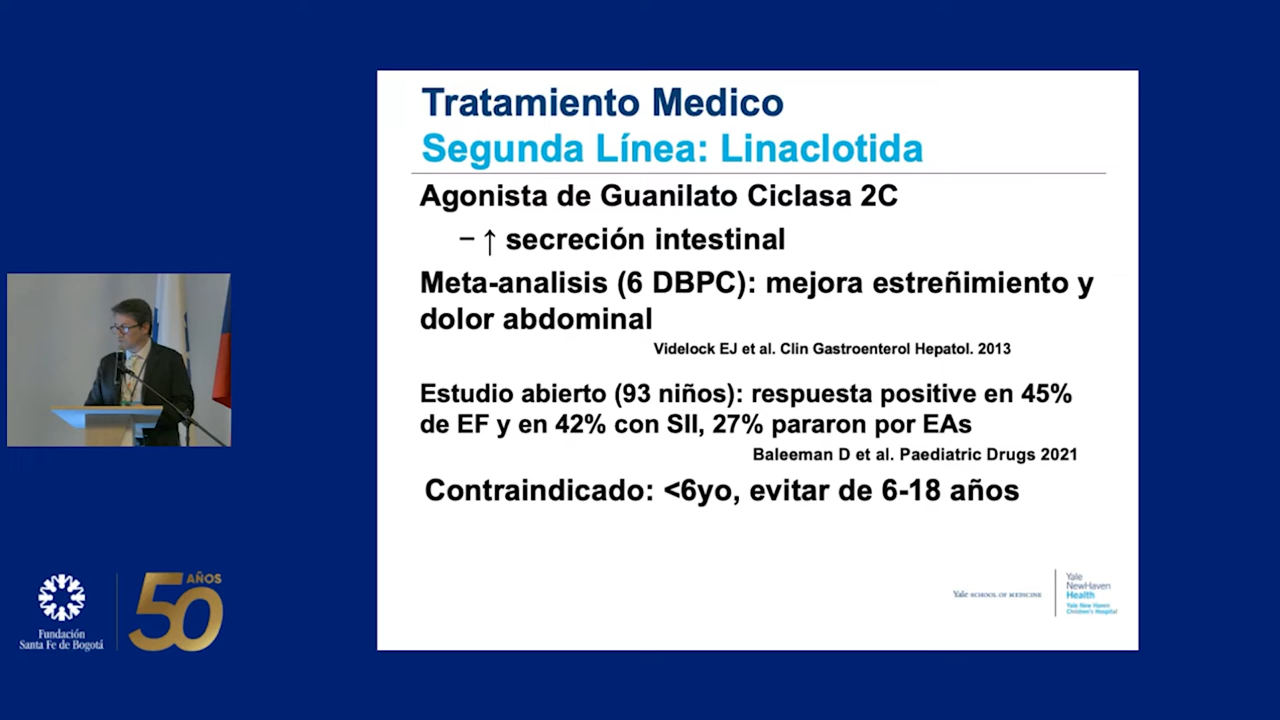 Tratamiento Medico
Segunda Línea: Linaclotida
Agonista de Guanilato Ciclasa 2C
– ↑ secreción intestinal
Meta-analisis (6 DBPC): mejora estreñimiento y
dolor abdominal
Videlock EJ et al. Clin Gastroenterol Hepatol. 2013
Estudio abierto (93 niños): respuesta positive en 45%
de EF y en 42% con SII, 27% pararon por EAs
Baleeman D et al. Paediatric Drugs 2021
Contraindicado: <6yo, evitar de 6-18 años
Yale SCHOOL OF MEDICINE
Yale
NewHaven
Health
Yale New Haven
Children's Hospital
Fundación
Santa Fe de Bogotá
50 AÑOS